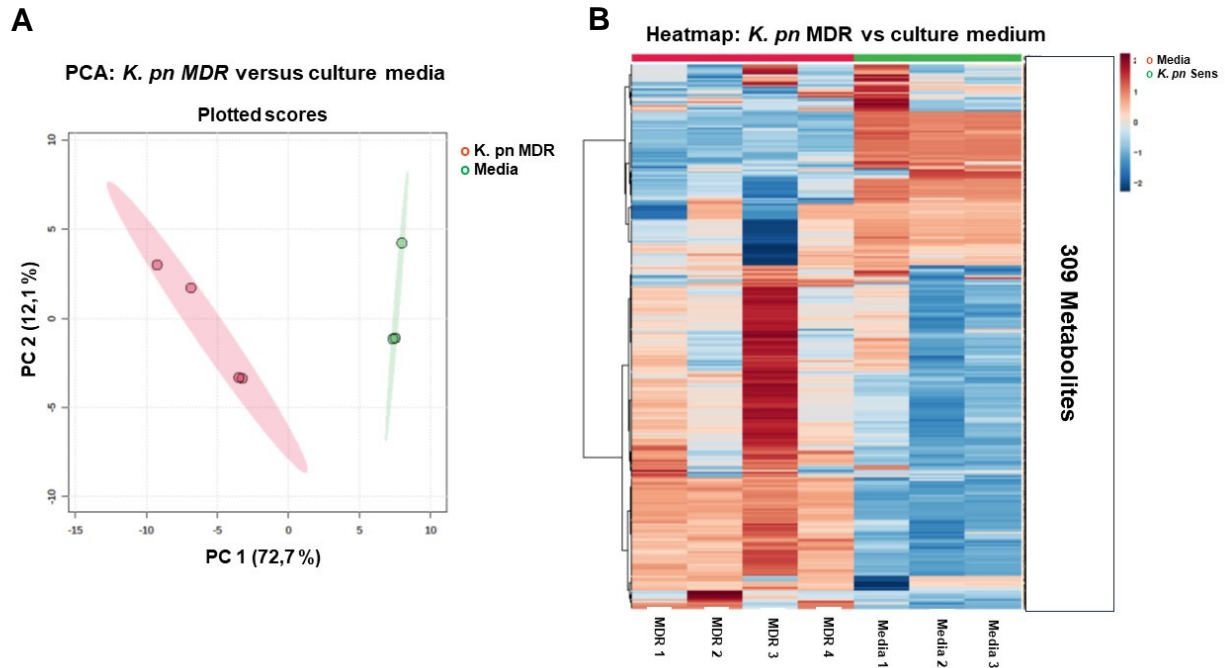 A
PCA: K. pn MDR versus culture media
Plotted scores
K. pn MDR
Media
10
5
0
-5
-10
PC 2 (12,1 %)
-15
-10
-5
0
5
10
PC 1 (72,7 %)
B
Heatmap: K. pn MDR vs culture medium
1
0
−1
−2
Media
K. pn Sens
309 Metabolites
MDR 1
MDR 2
MDR 3
MDR 4
Media 1
Media 2
Media 3